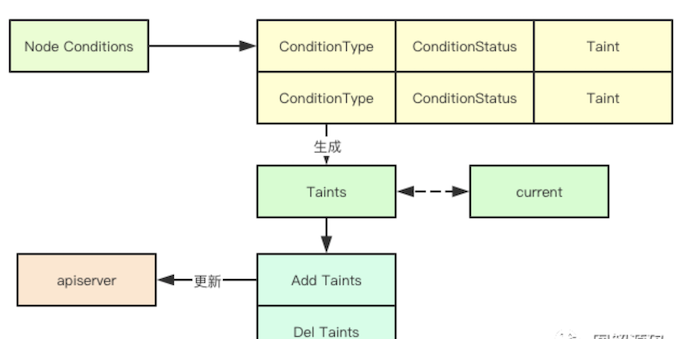 Node Conditions
ConditionType ConditionStatus Taint
ConditionType ConditionStatus Taint
生成
Taints
current
apiserver
更新
Add Taints
Del Taints